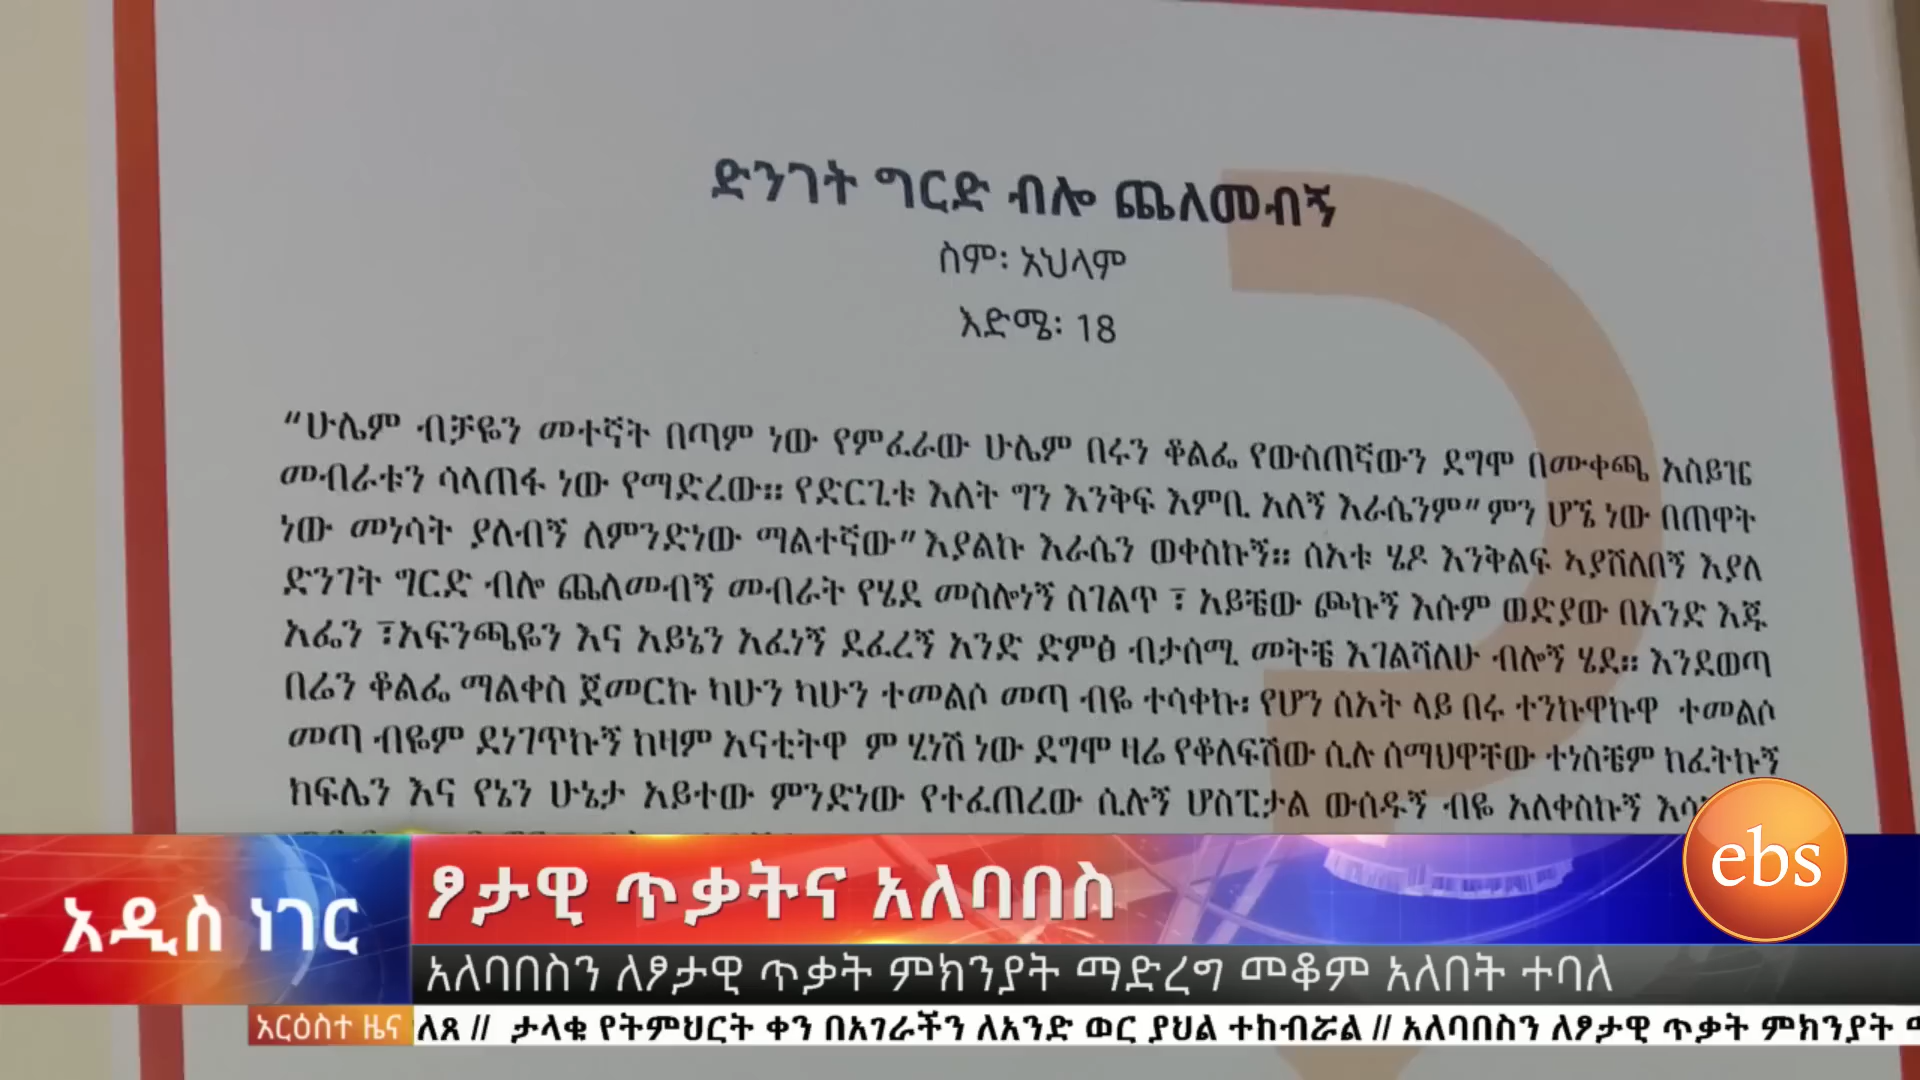 ድንገት ግርድ ብሎ ጨለመብኝ
ስም፡ አህላም
እድሜ፡ 18
“ሁሌም ብቻዬን መተኛት በጣም ነው የምፈራው ሁሌም በሩን ቆልፌ የውስጠኛውን ደግሞ በሙቀጫ አስይዤ
መብራቱን ሳላጠፋ ነው የማድረው። የድርጊቱ እለት ግን እንቅፍ እምቢ አለኝ እራሴንም” ምን ሆኜ ነው በጠዋት
ነው መነሳት ያለብኝ ለምንድነው ማልተኛው” እያልኩ እራሴን ወቀስኩኝ። ሰአቱ ሄዶ እንቅልፍ ኣያሸለበኝ እያለ
ድንገት ግርድ ብሎ ጨለመብኝ መብራት የሄደ መስሎነኝ ስገልጥ ፣ አይቼው ጮኩኝ እሱም ወድያው በአንድ እጁ
አፌን ፣አፍንጫዬን እና አይኔን አፈነኝ ደፈረኝ አንድ ድምፅ ብታሰሚ መትቼ እገልሻለሁ ብሎኝ ሄደ። እንደወጣ
በሬን ቆልፌ ማልቀስ ጀመርኩ ካሁን ካሁን ተመልሶ መጣ ብዬ ተሳቀኩ፡ የሆን ሰአት ላይ በሩ ተንኩዋኩዋ ተመልሶ
መጣ ብዬም ደነገጥኩኝ ከዛም እናቲትዋ ም ሂነሽ ነው ደግሞ ዛሬ የቆለፍሽው ሲሉ ሰማህዋቸው ተነስቼም ከፈትኩኝ
ክፍሌን እና የኔን ሁኔታ አይተው ምንድነው የተፈጠረው ሲሉኝ ሆስፒታል ውሰዱኝ ብዬ አለቀስኩኝ
ebs
አዲስ ነገር
ፆታዊ ጥቃትና አለባበስ
አለባበስን ለፆታዊ ጥቃት ምክንያት ማድረግ መቆም አለበት ተባለ
አርዕስተ ዜና ለጸ // ታላቁ የትምህርት ቀን በአገራችን ለአንድ ወር ያህል ተከብሯል // አለባበስን ለፆታዊ ጥቃት ምክንያት